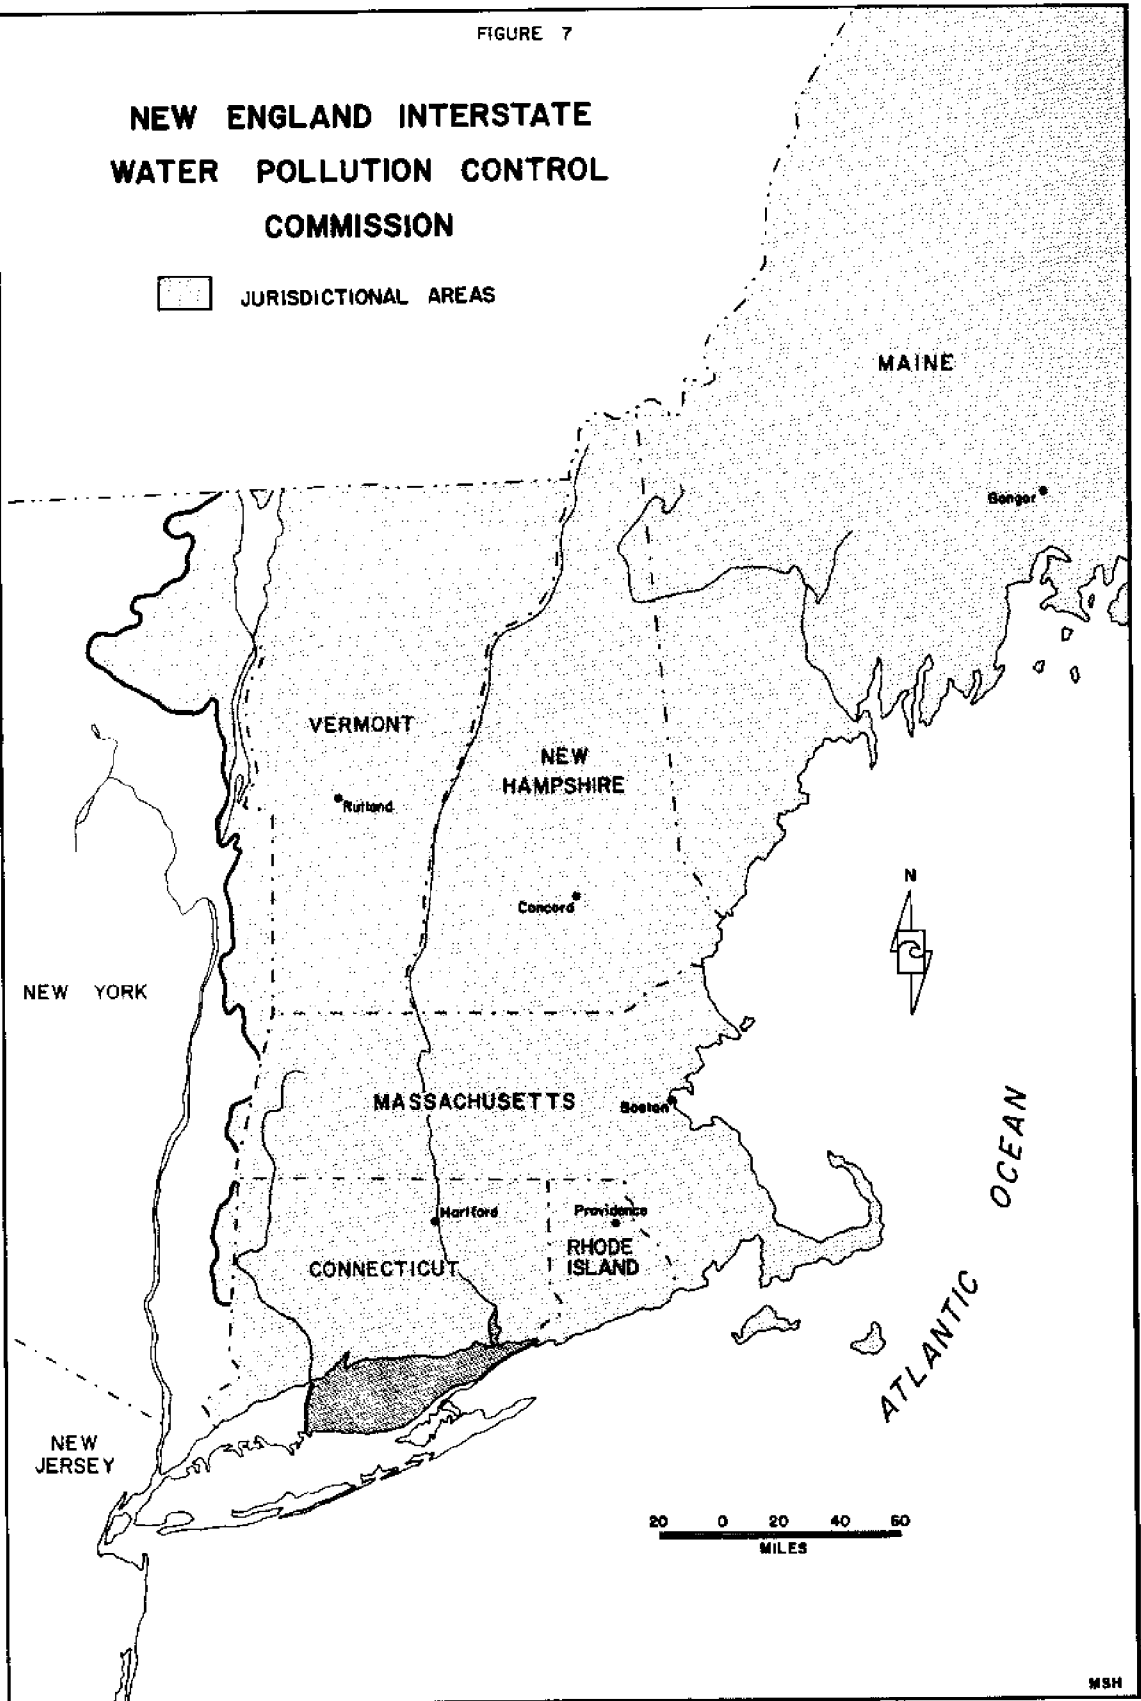 FIGURE 7
NEW ENGLAND INTERSTATE
WATER POLLUTION CONTROL
COMMISSION
JURISDICTIONAL AREAS
MAINE
Bangor
VERMONT
NEW
HAMPSHIRE
Rutland
Concord
N
NEW YORK
MASSACHUSETTS
Boston
Hartford
Providence
RHODE
ISLAND
CONNECTICUT
ATLANTIC OCEAN
NEW
JERSEY
20 0 20 40 60
MILES
MSH